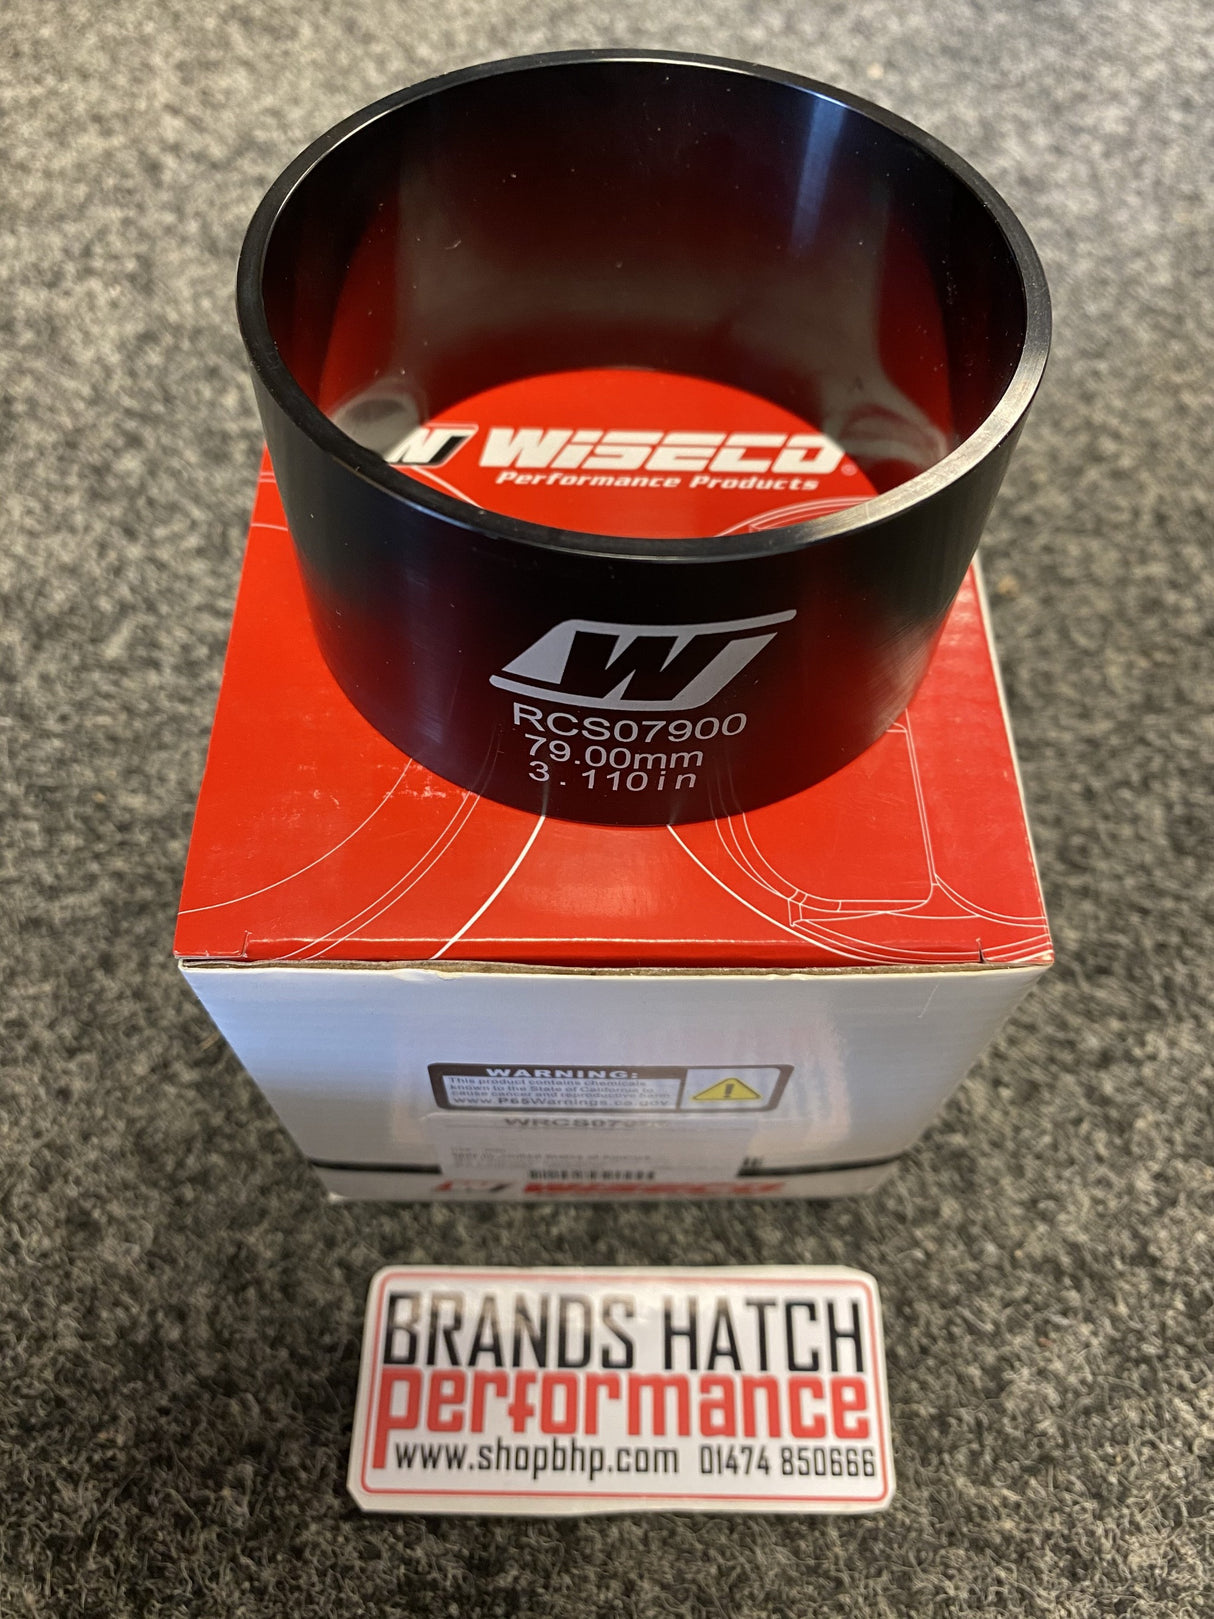 WISECO
Performance Products
W
RCS07900
79.00mm
3.110in
WARNING:
This product contains chemicals
known to the State of California to
cause cancer and reproductive harm
www.P65Warnings.ca.gov
WISECO
BRANDS HATCH
performance
www.shopbhp.com 01474 850666